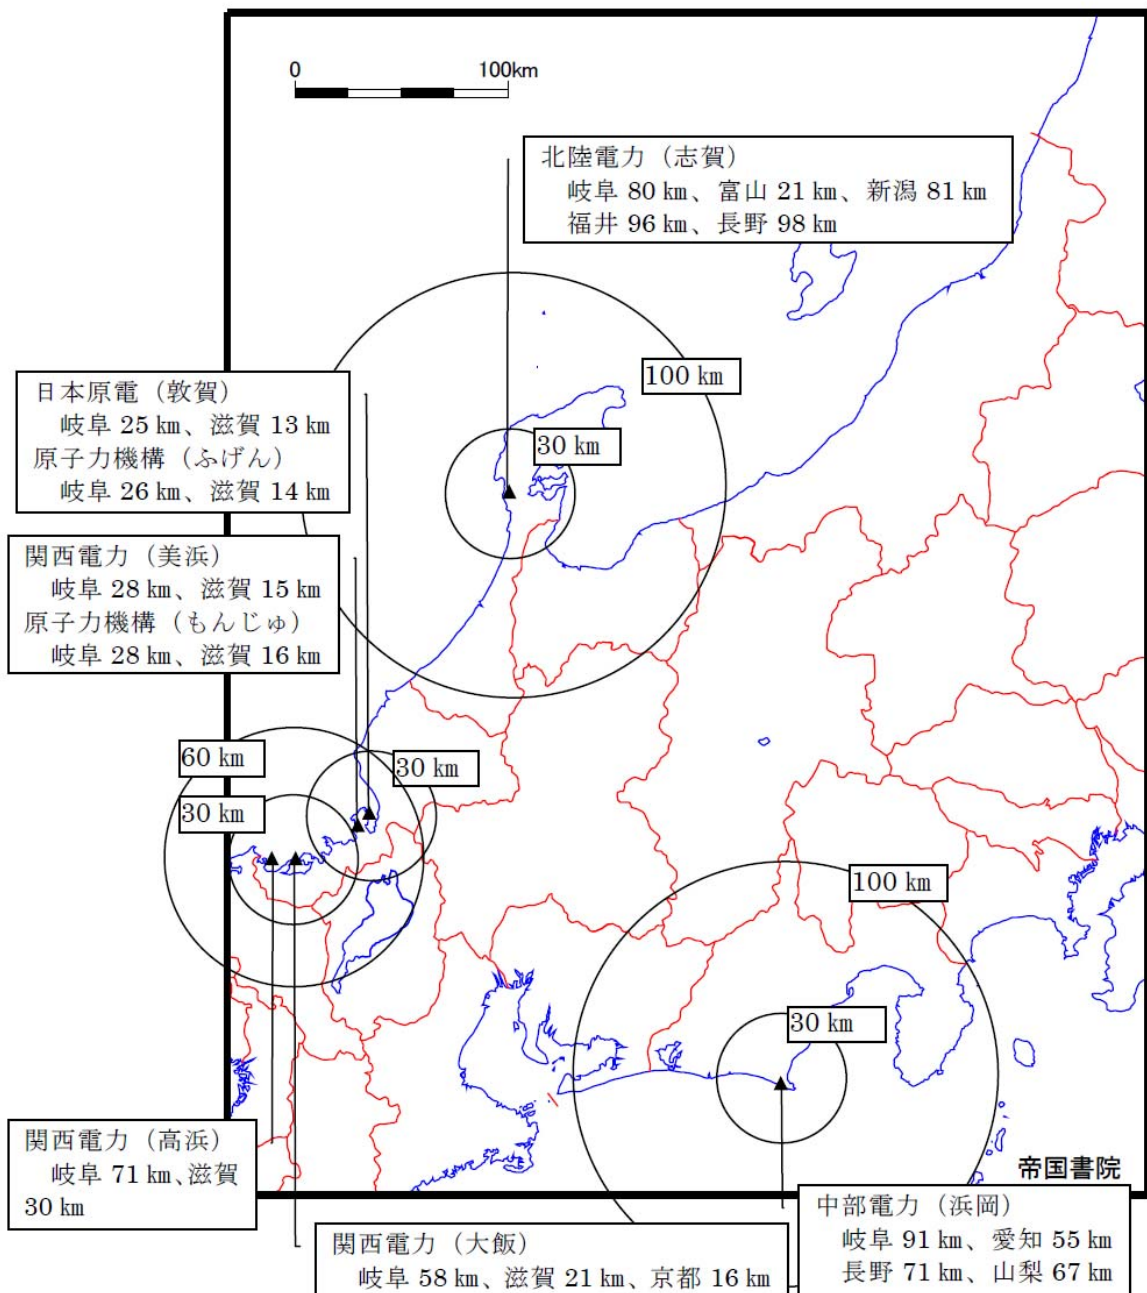 0 100km
北陸電力（志賀）
岐阜 80 ㎞、富山 21 ㎞、新潟 81 ㎞
福井 96 ㎞、長野 98 ㎞
100 ㎞
日本原電（敦賀）
岐阜 25 ㎞、滋賀 13 ㎞
原子力機構（ふげん）
岐阜 26 ㎞、滋賀 14 ㎞
30 ㎞
関西電力（美浜）
岐阜 28 ㎞、滋賀 15 ㎞
原子力機構（もんじゅ）
岐阜 28 ㎞、滋賀 16 ㎞
60 ㎞
30 ㎞
30 ㎞
100 ㎞
30 ㎞
関西電力（高浜）
岐阜 71 ㎞、滋賀
30 ㎞
帝国書院
関西電力（大飯）
岐阜 58 ㎞、滋賀 21 ㎞、京都 16 ㎞
中部電力（浜岡）
岐阜 91 ㎞、愛知 55 ㎞
長野 71 ㎞、山梨 67 ㎞